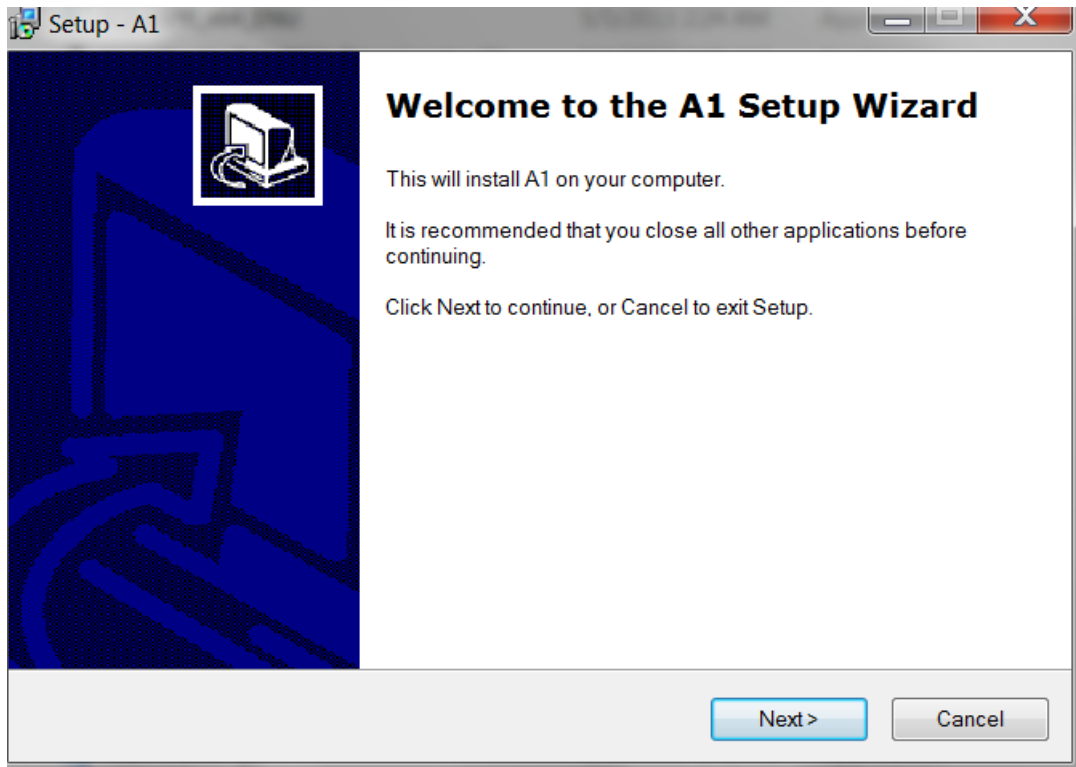 Setup - A1
Welcome to the A1 Setup Wizard
This will install A1 on your computer.
It is recommended that you close all other applications before
continuing.
Click Next to continue, or Cancel to exit Setup.
Next >
Cancel